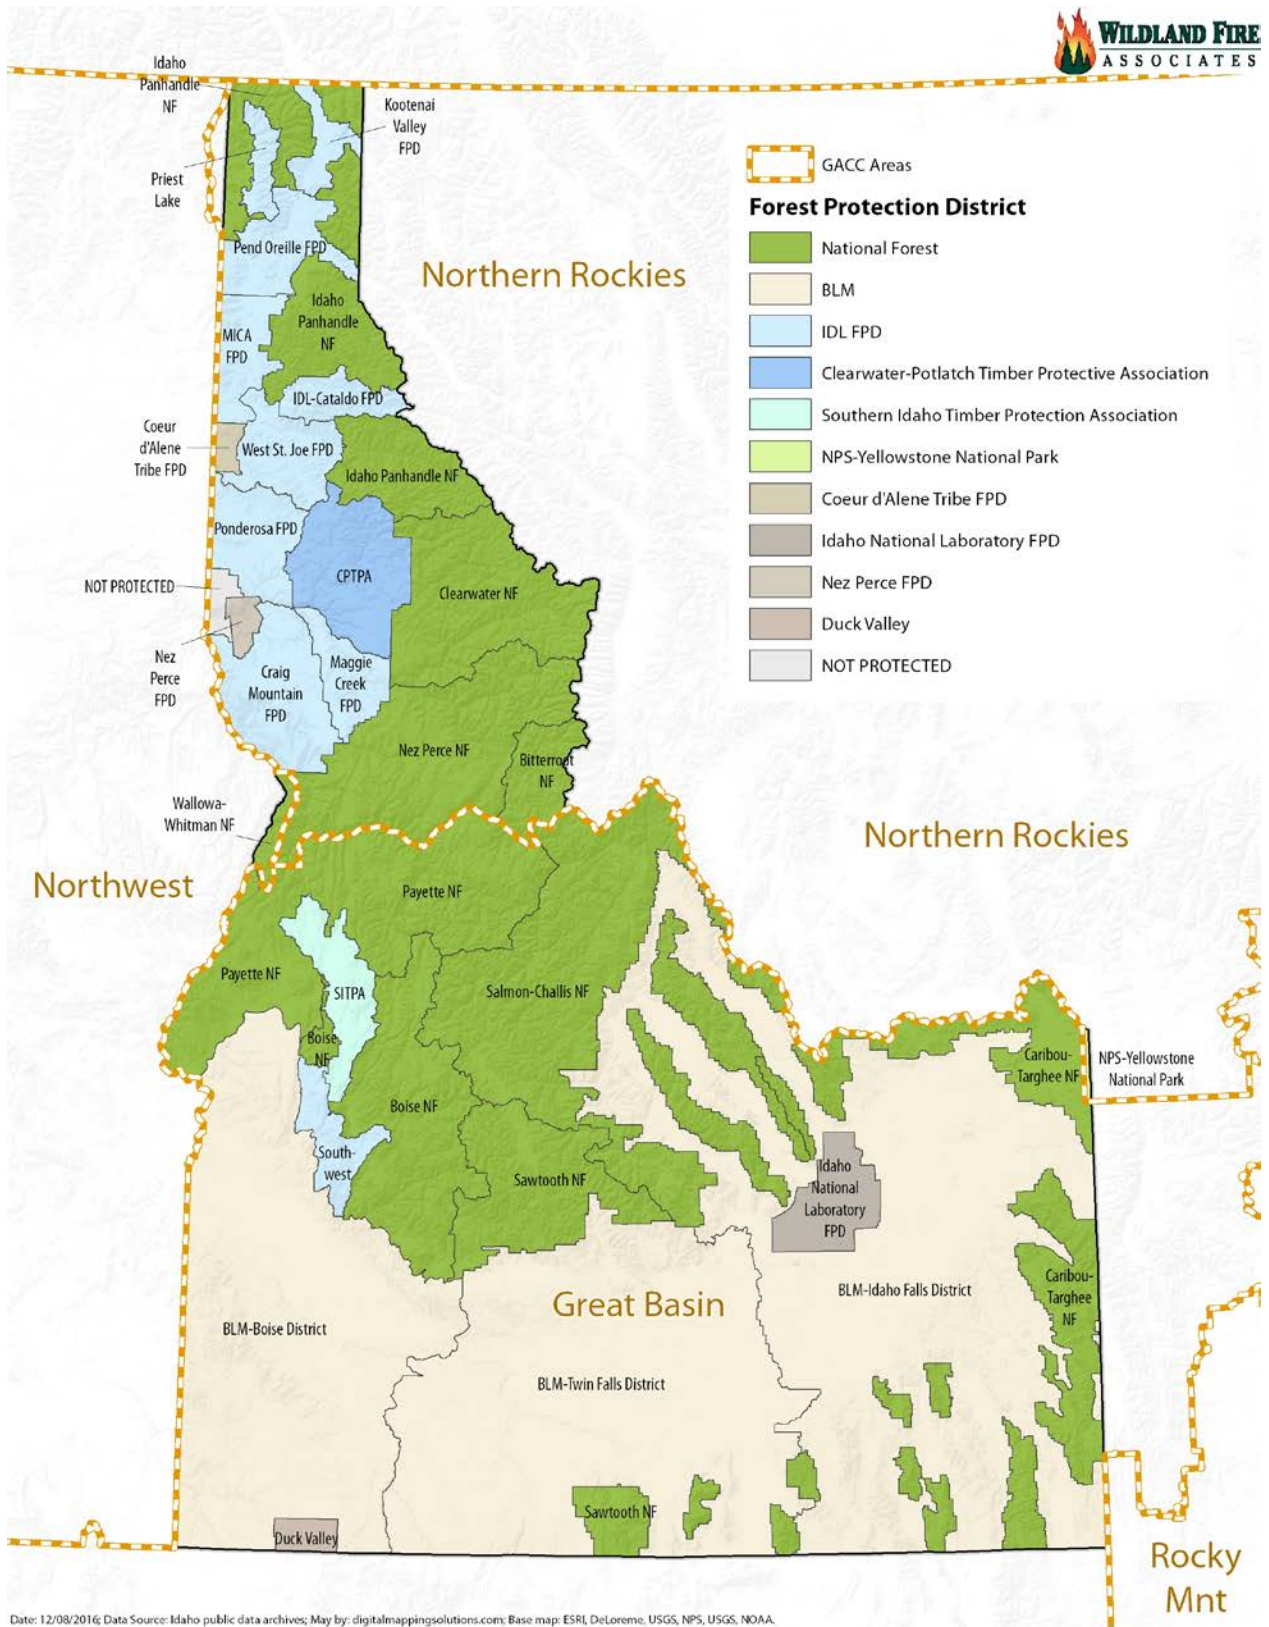 WILDLAND FIRE
ASSOCIATES
Idaho
Panhandle
NF
Kootenai
Valley
FPD
Priest
Lake
Pend Oreille FPD
Northern Rockies
Idaho
Panhandle
NF
MICA
FPD
IDL-Cataldo FPD
Coeur
d'Alene
Tribe FPD
West St. Joe FPD
Idaho Panhandle NF
Ponderosa FPD
CPTPA
NOT PROTECTED
Clearwater NF
Nez
Perce
FPD
Craig
Mountain
FPD
Maggie
Creek
FPD
Nez Perce NF
Bitterroot
NF
Wallowa-
Whitman NF
Northwest
Northern Rockies
GACC Areas
Forest Protection District
National Forest
BLM
IDL FPD
Clearwater-Potlatch Timber Protective Association
Southern Idaho Timber Protection Association
NPS-Yellowstone National Park
Coeur d'Alene Tribe FPD
Idaho National Laboratory FPD
Nez Perce FPD
Duck Valley
NOT PROTECTED
Payette NF
Payette NF
SITPA
Salmon-Challis NF
Boise
NF
Boise NF
Caribou-
Targhee NF
NPS-Yellowstone
National Park
South-
west
Sawtooth NF
Idaho
National
Laboratory
FPD
Great Basin
BLM-Idaho Falls District
Caribou-
Targhee
NF
BLM-Boise District
BLM-Twin Falls District
Sawtooth NF
Duck Valley
Rocky
Mnt
Date: 12/08/2016; Data Source: Idaho public data archives; May by: digitalmappingsolutions.com; Base map: ESRI, DeLoreme, USGS, NPS, USGS, NOAA.